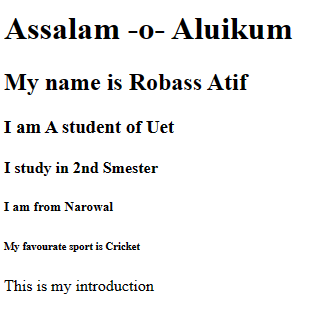 Assalam -o- Aluikum
My name is Robass Atif
I am A student of Uet
I study in 2nd Smester
I am from Narowal
My favourate sport is Cricket
This is my introduction